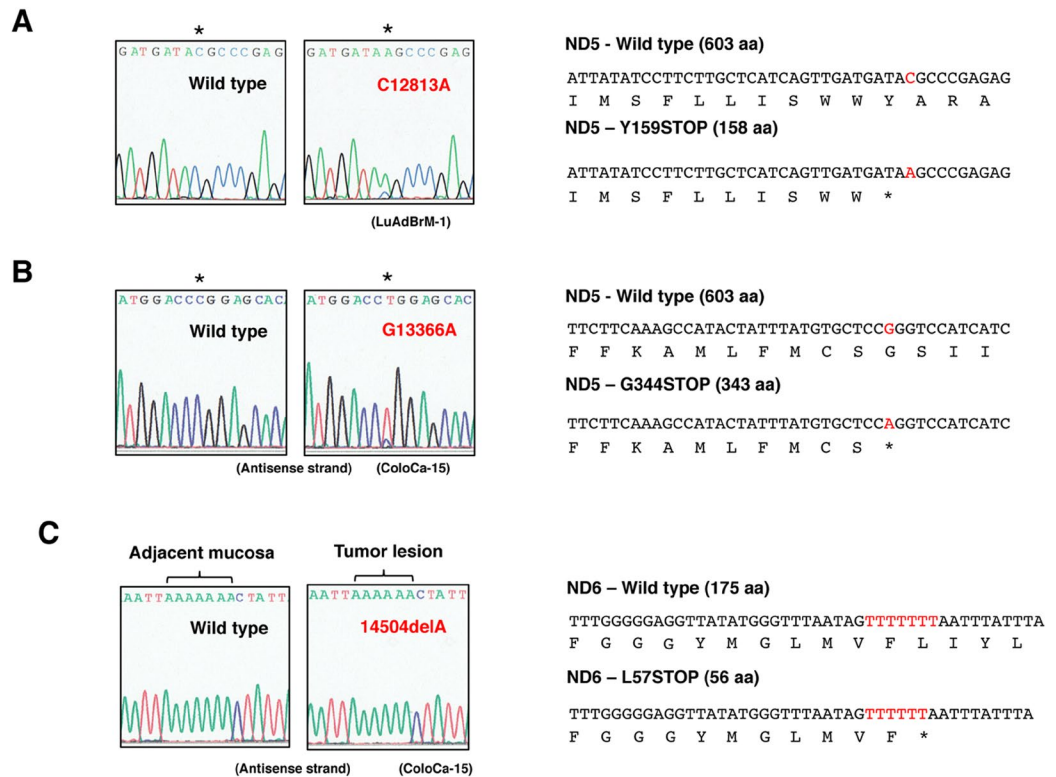 A
* *
GATGATACGCCCGAG GATGATAAGCCCGAG
Wild type C12813A
(LuAdBrM-1)
ND5 - Wild type (603 aa)
ATTATATCCTTCTTGCTCATCAGTTGATGATACGCCCGAGAG
I M S F L L I S W W Y A R A
ND5 – Y159STOP (158 aa)
ATTATATCCTTCTTGCTCATCAGTTGATGATAAGCCCGAGAG
I M S F L L I S W W *
B
* *
ATGGACCCGGAGCAC ATGGACCTGGAGCAC
Wild type G13366A
(Antisense strand) (ColoCa-15)
ND5 - Wild type (603 aa)
TTCTTCAAAGCCATACTATTTATGTGCTCCGGGTCCATCATC
F F K A M L F M C S G S I I
ND5 – G344STOP (343 aa)
TTCTTCAAAGCCATACTATTTATGTGCTCCAGGTCCATCATC
F F K A M L F M C S *
C
Adjacent mucosa Tumor lesion
AATTAAAAAAACTATT AATTAAAAAACTATT
Wild type 14504delA
(Antisense strand) (ColoCa-15)
ND6 – Wild type (175 aa)
TTTGGGGGAGGTTATATGGGTTTAATAGTTTTTTTAATTTATTTA
F G G G Y M G L M V F L I Y L
ND6 – L57STOP (56 aa)
TTTGGGGGAGGTTATATGGGTTTAATAGTTTTTTAATTTATTTA
F G G G Y M G L M V F *